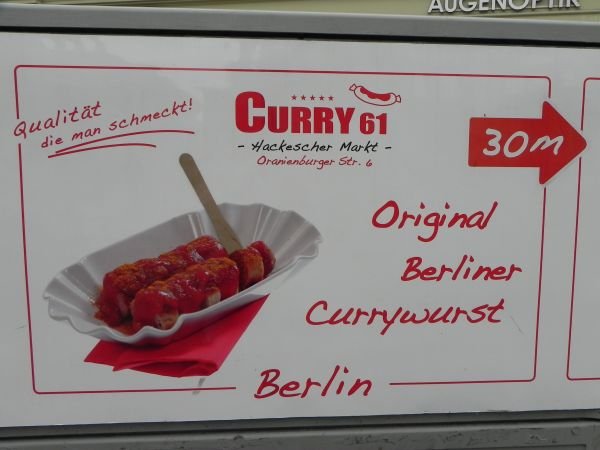 AUGENOPTIK
Qualität
die man schmeckt!
CURRY 61
- Hackescher Markt -
Oranienburger Str. 6
30m
Original
Berliner
Currywurst
Berlin